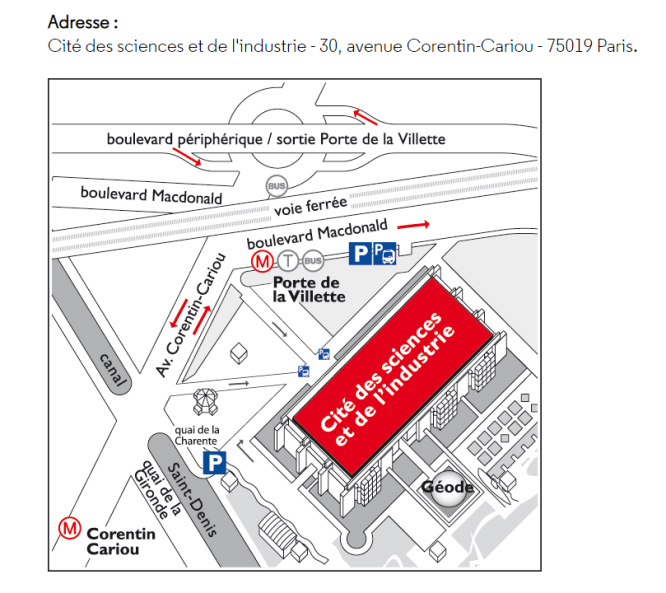 Adresse :
Cité des sciences et de l'industrie - 30, avenue Corentin-Cariou - 75019 Paris.
boulevard périphérique / sortie Porte de la Villette
BUS
boulevard Macdonald
voie ferrée
boulevard Macdonald
M T BUS
P P
Porte de
la Villette
Av. Corentin-Cariou
P
P
canal
Cité des sciences
et de l'industrie
quai de la
Charente
P
Saint-Denis
quai de la
Gironde
Géode
M
Corentin
Cariou